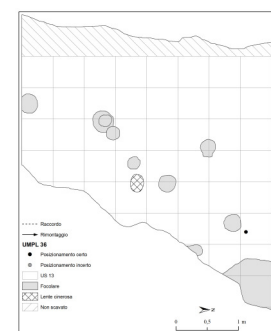 Raccordo
Rimontaggio
UMPL 36
Posizionamento certo
Posizionamento incerto
US 13
Focolare
Lente cinerosa
Non scavato
z
0 0,5 1 m